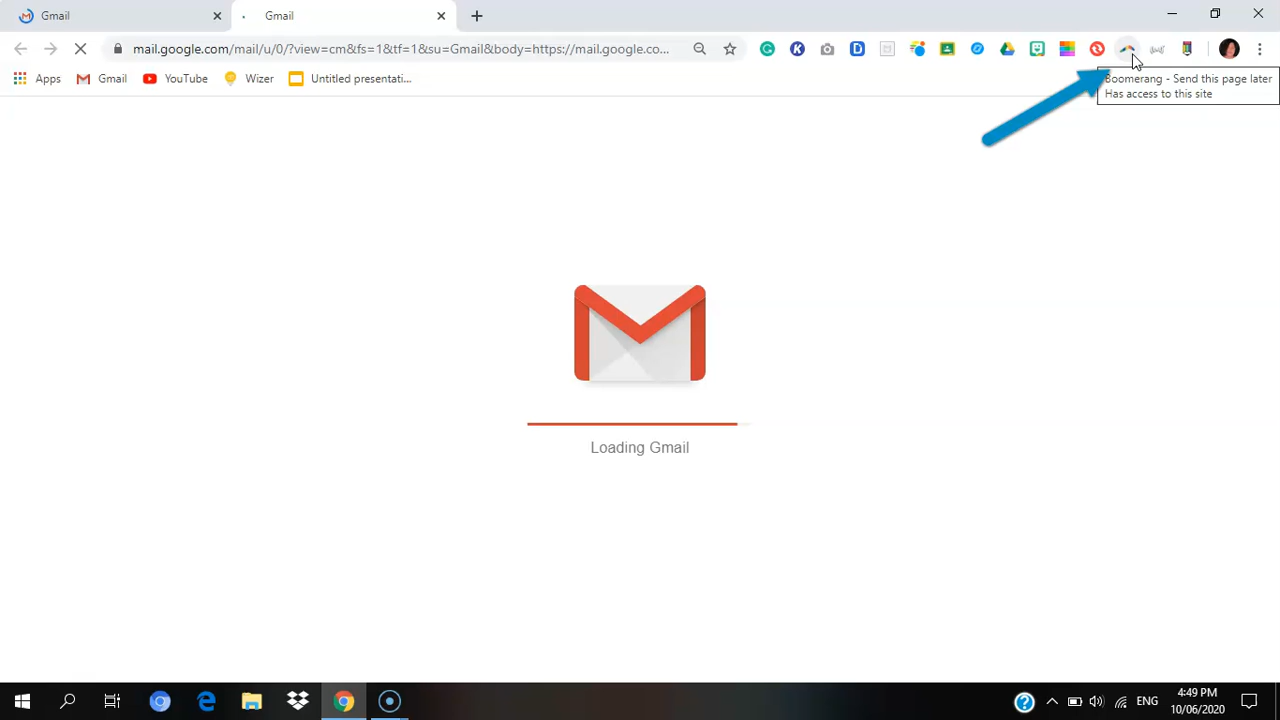 Gmail
Gmail
mail.google.com/mail/u/0/?view=cm&fs=1&tf=1&su=Gmail&body=https://mail.google.co...
Apps
Gmail
YouTube
Wizer
Untitled presentati...
Boomerang - Send this page later
Has access to this site
Loading Gmail
ENG
4:49 PM
10/06/2020